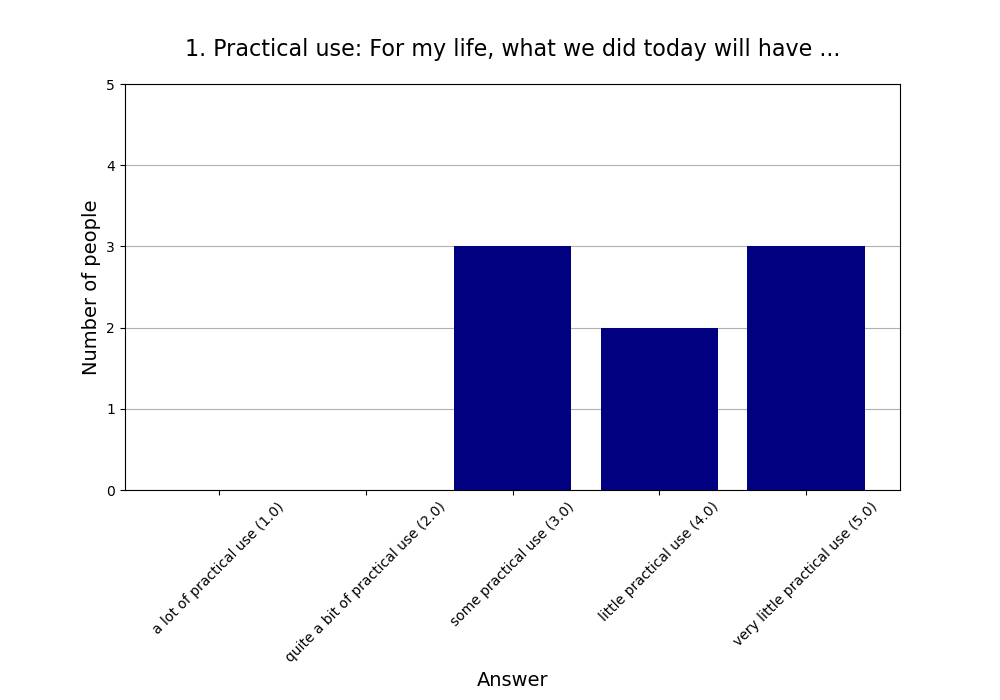 1. Practical use: For my life, what we did today will have ...
Number of people
5
4
3
2
1
0
a lot of practical use (1.0)
quite a bit of practical use (2.0)
some practical use (3.0)
little practical use (4.0)
very little practical use (5.0)
Answer